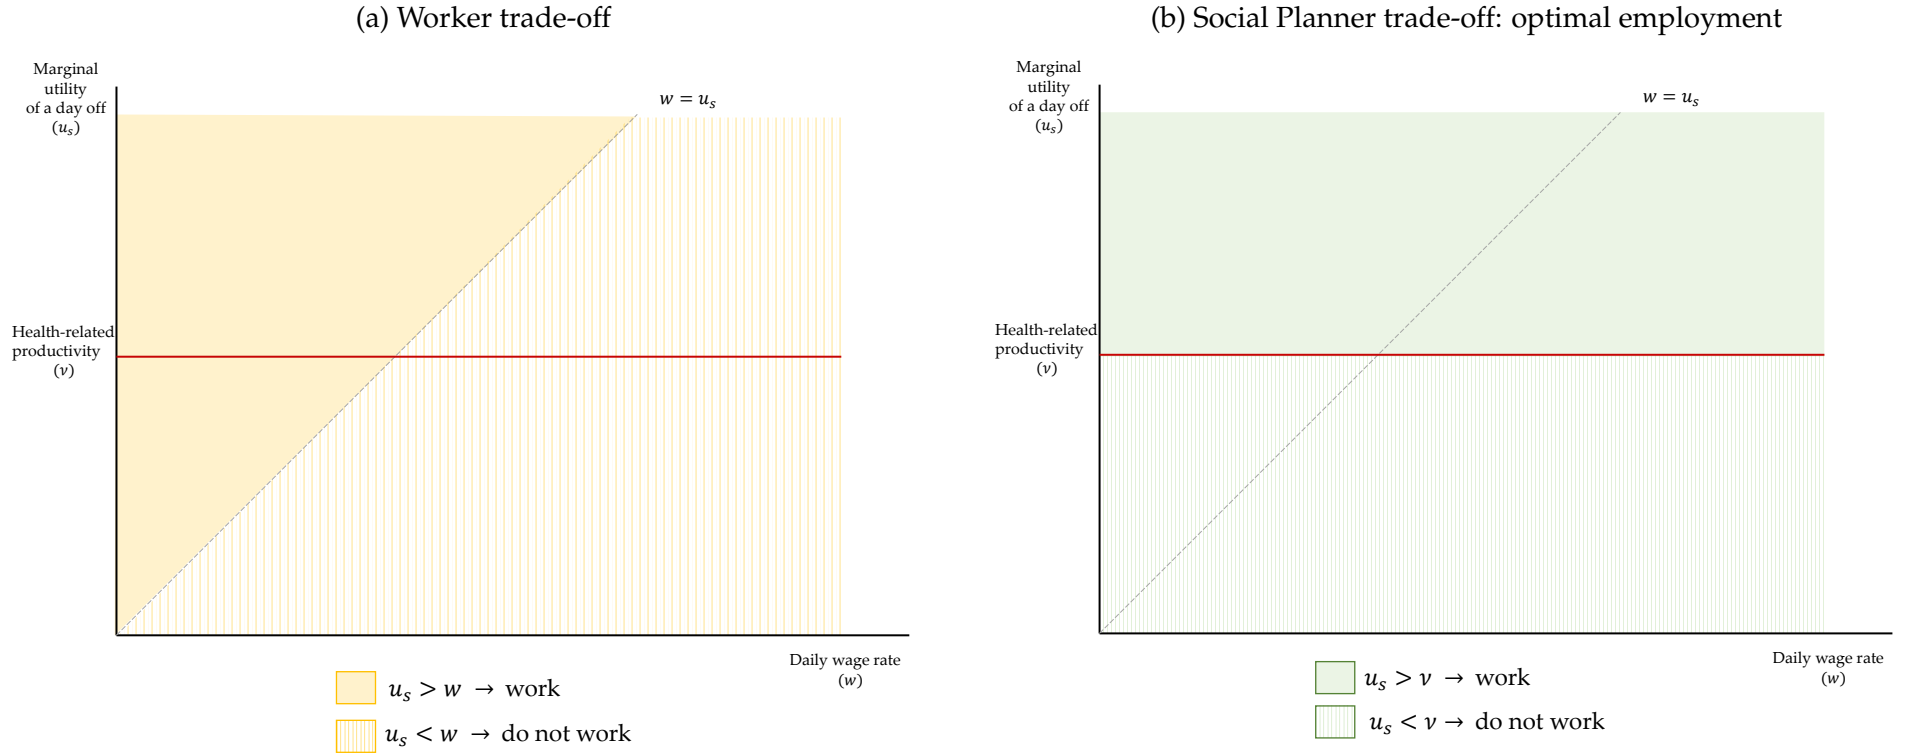 (a) Worker trade-off
Marginal
utility
of a day off
(u_s)
w = u_s
Health-related
productivity
(ν)
Daily wage rate
(w)
u_s > w → work
u_s < w → do not work
(b) Social Planner trade-off: optimal employment
Marginal
utility
of a day off
(u_s)
w = u_s
Health-related
productivity
(ν)
Daily wage rate
(w)
u_s > ν → work
u_s < ν → do not work